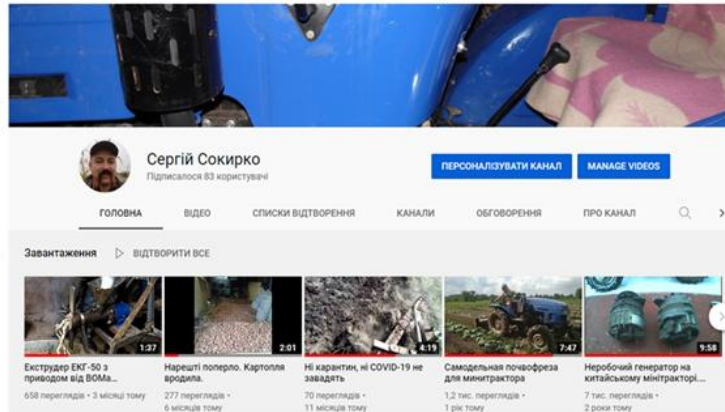 Сергій Сокирко
Підписалося 83 користувачі
ПЕРСОНАЛІЗУВАТИ КАНАЛ
MANAGE VIDEOS
ГОЛОВНА ВІДЕО СПИСКИ ВІДТВОРЕННЯ КАНАЛИ ОБГОВОРЕННЯ ПРО КАНАЛ
Завантаження ВІДТВОРИТИ ВСЕ
1:37
Екструдер ЕКГ-50 з
приводом від ВОМа...
658 переглядів • 3 місяці тому
2:01
Нарешті поперло. Картопля
вродила.
277 переглядів •
6 місяців тому
4:19
Ні карантин, ні COVID-19 не
завадять
70 переглядів •
11 місяців тому
7:47
Самодельная почвофреза
для минитрактора
1,2 тис. переглядів •
1 рік тому
9:58
Неробочий генератор на
китайському мінітракторі....
7 тис. переглядів •
2 роки тому